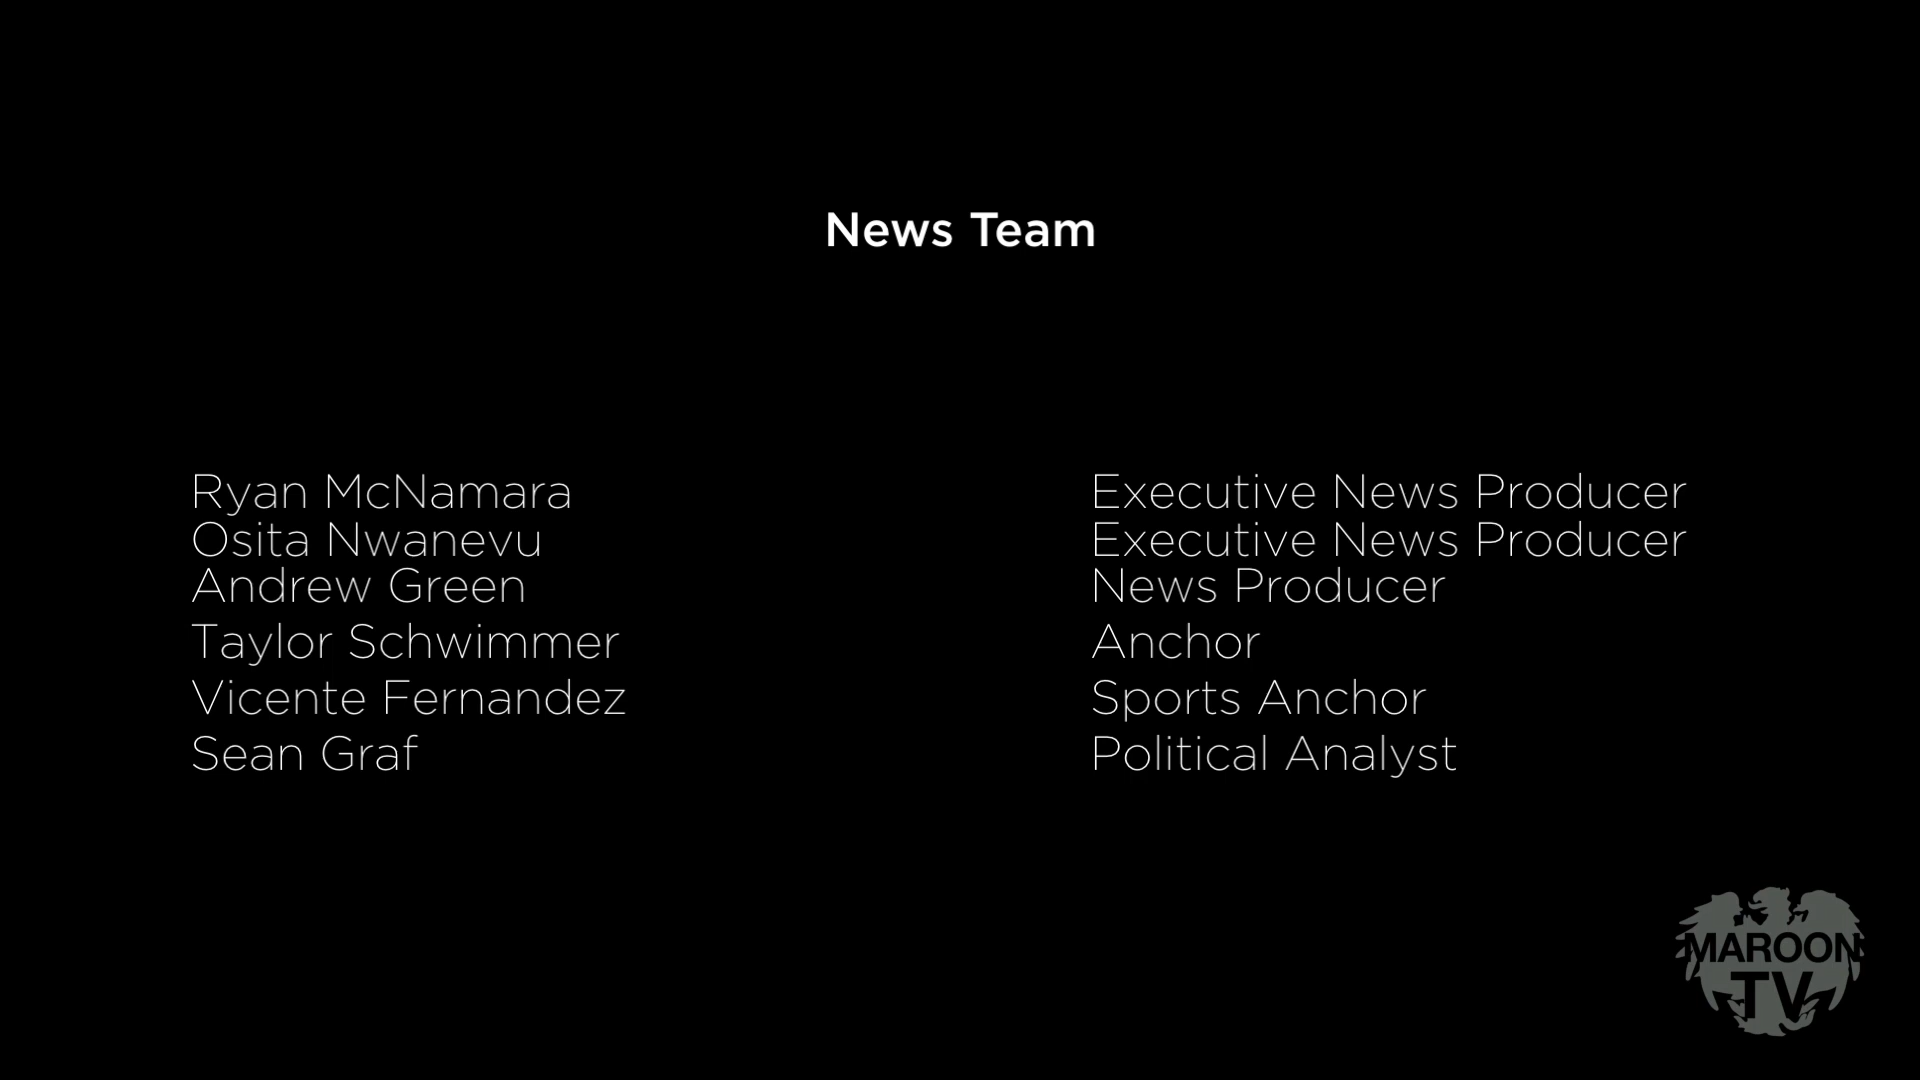 News Team
Ryan McNamara Executive News Producer
Osita Nwanevu Executive News Producer
Andrew Green News Producer
Taylor Schwimmer Anchor
Vicente Fernandez Sports Anchor
Sean Graf Political Analyst
MAROON
TV